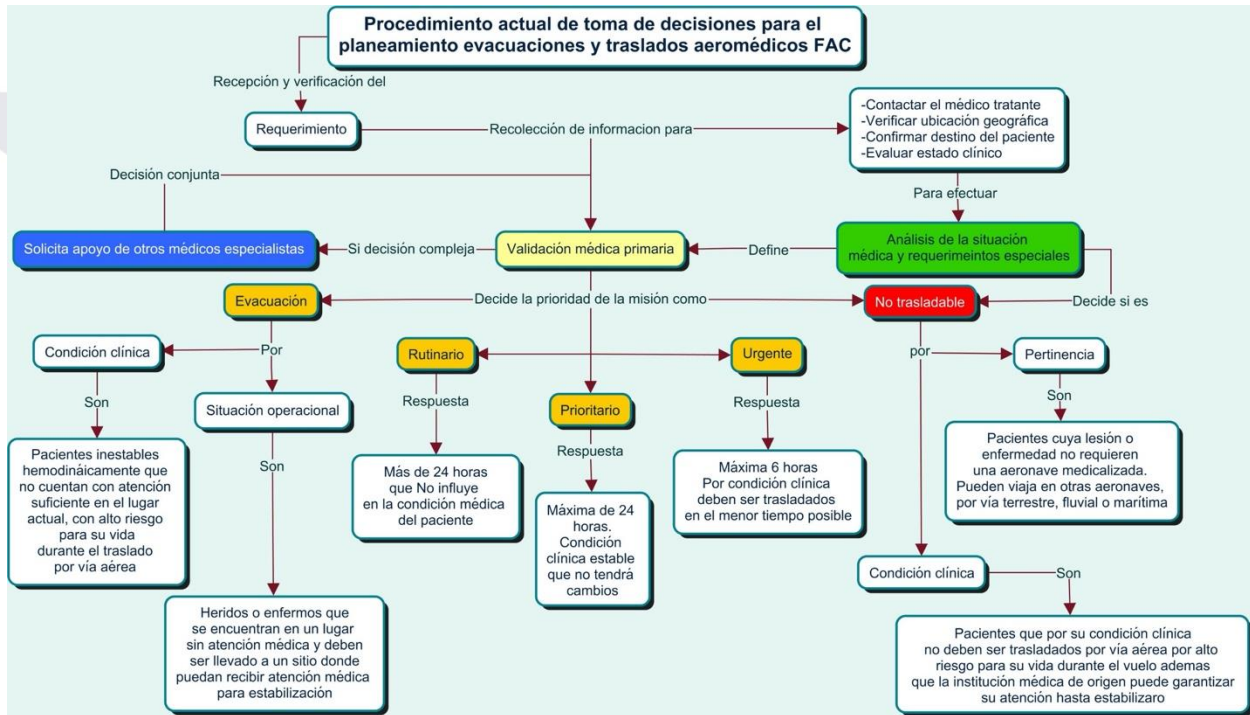 Procedimiento actual de toma de decisiones para el
planeamiento evacuaciones y traslados aeromédicos FAC
Recepción y verificación del
Requerimiento
Recolección de informacion para
-Contactar el médico tratante
-Verificar ubicación geográfica
-Confirmar destino del paciente
-Evaluar estado clínico
Decisión conjunta
Para efectuar
Solicita apoyo de otros médicos especialistas
Si decisión compleja
Validación médica primaria
Define
Análisis de la situación
médica y requerimeintos especiales
Evacuación
Decide la prioridad de la misión como
No trasladable
Decide si es
Condición clínica
Por
Rutinario
Urgente
por
Pertinencia
Son
Situación operacional
Respuesta
Prioritario
Respuesta
Son
Pacientes inestables
hemodináicamente que
no cuentan con atención
suficiente en el lugar
actual, con alto riesgo
para su vida
durante el traslado
por vía aérea
Son
Más de 24 horas
que No influye
en la condición médica
del paciente
Respuesta
Máxima de 24
horas.
Condición
clínica estable
que no tendrá
cambios
Máxima 6 horas
Por condición clínica
deben ser trasladados
en el menor tiempo posible
Pacientes cuya lesión o
enfermedad no requieren
una aeronave medicalizada.
Pueden viaja en otras aeronaves,
por vía terrestre, fluvial o marítima
Heridos o enfermos que
se encuentran en un lugar
sin atención médica y deben
ser llevado a un sitio donde
puedan recibir atención médica
para estabilización
Condición clínica
Son
Pacientes que por su condición clínica
no deben ser trasladados por vía aérea por alto
riesgo para su vida durante el vuelo ademas
que la institución médica de origen puede garantizar
su atención hasta estabilizaro